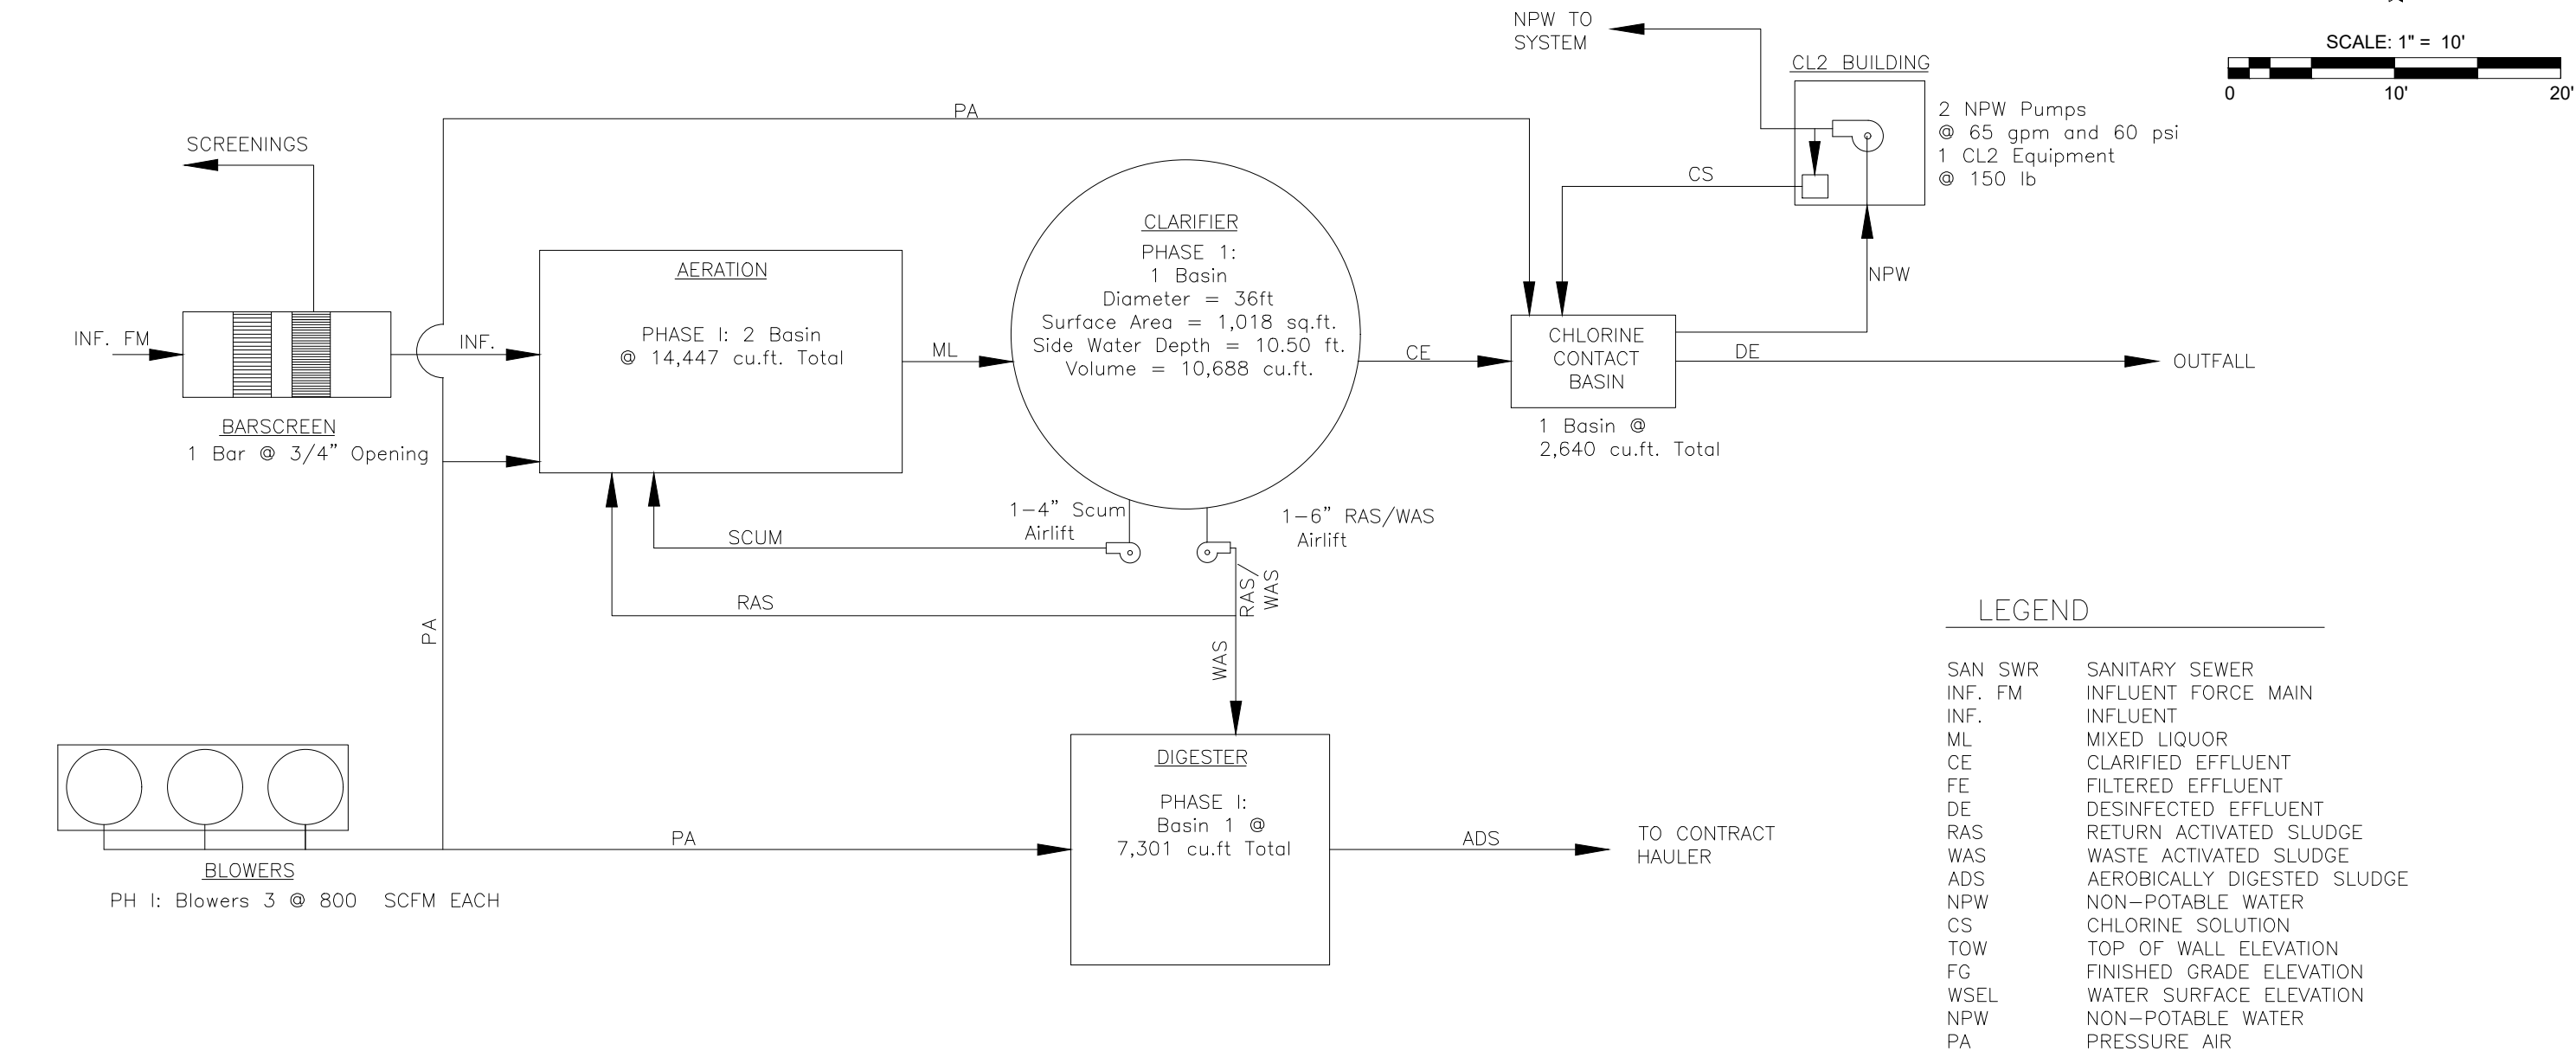 NPW TO
SYSTEM
SCALE: 1" = 10'
0 10' 20'
CL2 BUILDING
2 NPW Pumps
@ 65 gpm and 60 psi
1 CL2 Equipment
@ 150 lb
PA
SCREENINGS
CS
CLARIFIER
PHASE 1:
1 Basin
Diameter = 36ft
Surface Area = 1,018 sq.ft.
Side Water Depth = 10.50 ft.
Volume = 10,688 cu.ft.
AERATION
PHASE I: 2 Basin
@ 14,447 cu.ft. Total
NPW
INF. FM
INF.
ML
CE
CHLORINE
CONTACT
BASIN
DE
OUTFALL
BARSCREEN
1 Bar @ 3/4” Opening
1 Basin @
2,640 cu.ft. Total
1-4” Scum
Airlift
1-6” RAS/WAS
Airlift
SCUM
RAS/
WAS
RAS
PA
WAS
DIGESTER
PHASE I:
Basin 1 @
7,301 cu.ft Total
PA
ADS
TO CONTRACT
HAULER
BLOWERS
PH I: Blowers 3 @ 800 SCFM EACH
LEGEND
SAN SWR SANITARY SEWER
INF. FM INFLUENT FORCE MAIN
INF. INFLUENT
ML MIXED LIQUOR
CE CLARIFIED EFFLUENT
FE FILTERED EFFLUENT
DE DESINFECTED EFFLUENT
RAS RETURN ACTIVATED SLUDGE
WAS WASTE ACTIVATED SLUDGE
ADS AEROBICALLY DIGESTED SLUDGE
NPW NON-POTABLE WATER
CS CHLORINE SOLUTION
TOW TOP OF WALL ELEVATION
FG FINISHED GRADE ELEVATION
WSEL WATER SURFACE ELEVATION
NPW NON-POTABLE WATER
PA PRESSURE AIR